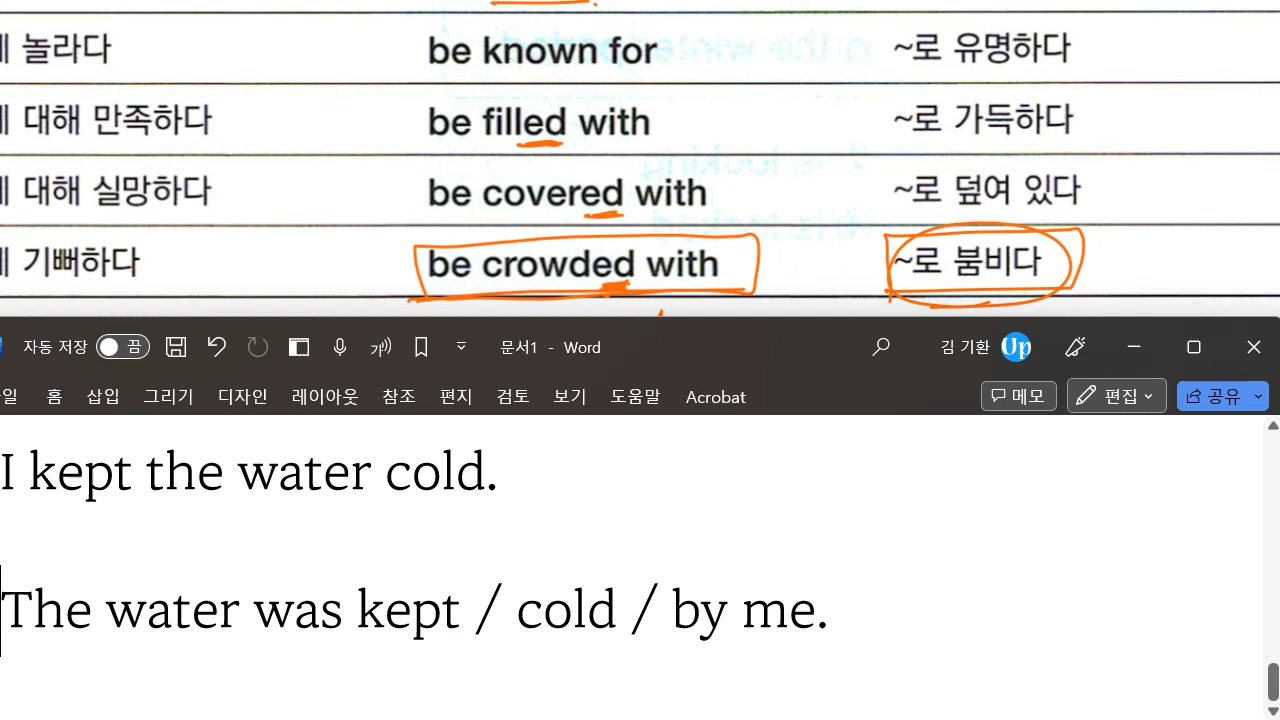 놀라다 be known for ~로 유명하다
대해 만족하다 be filled with ~로 가득하다
대해 실망하다 be covered with ~로 덮여 있다
기뻐하다 be crowded with ~로 붐비다
자동 저장 끔 가)) 문서1 - Word 김 기환 Up
일 홈 삽입 그리기 디자인 레이아웃 참조 편지 검토 보기 도움말 Acrobat 메모 편집 공유
I kept the water cold.
The water was kept / cold / by me.